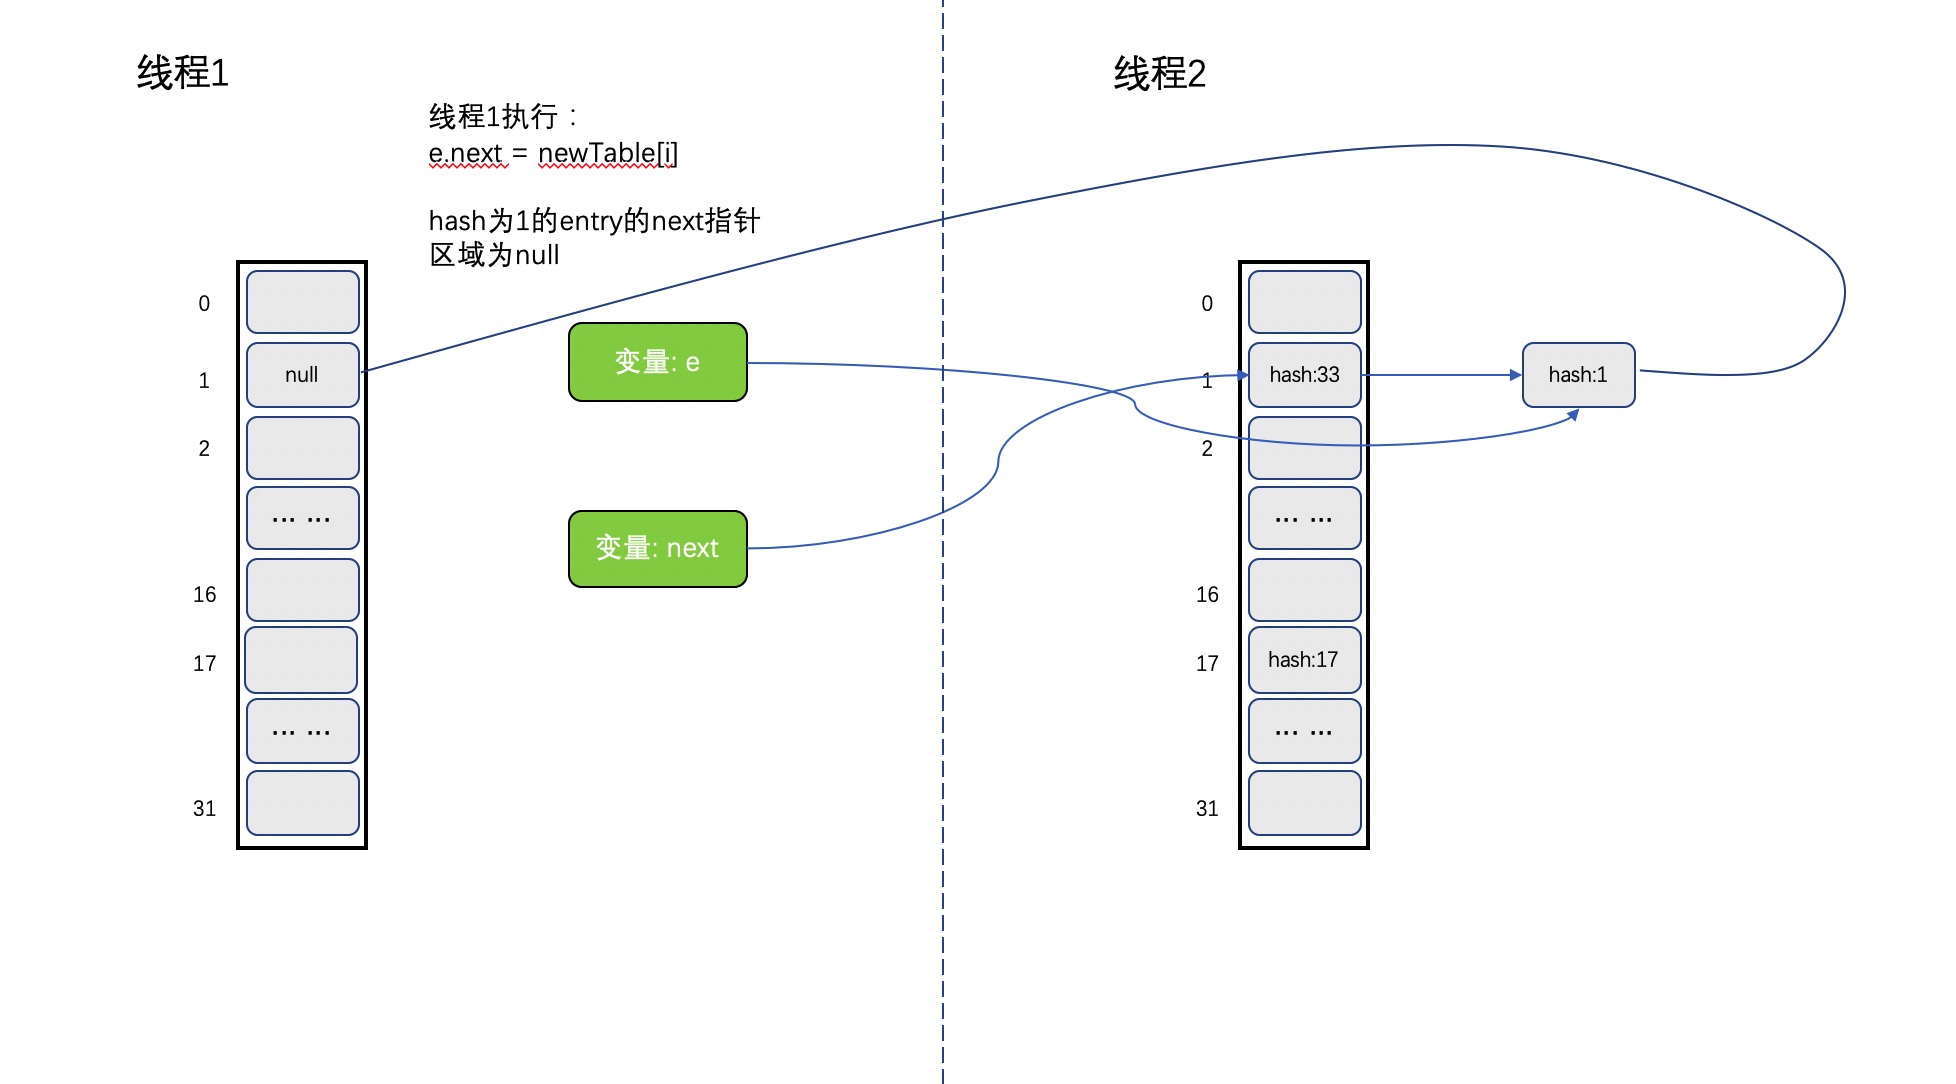 线程1
线程1执行：
e.next = newTable[i]
hash为1的entry的next指针
区域为null
0
1
null
2
... ...
16
17
... ...
31
变量: e
变量: next
线程2
0
1
hash:33
hash:1
2
... ...
16
17
hash:17
... ...
31